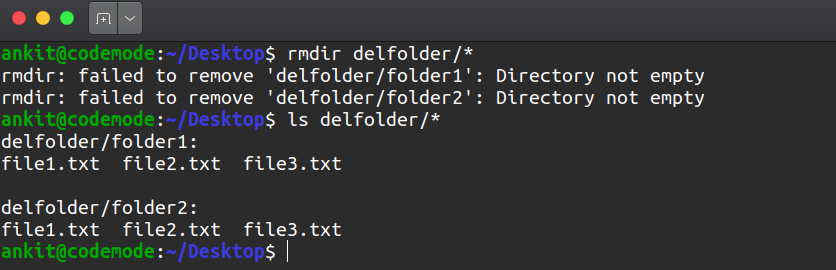 ankit@codemode:~/Desktop$ rmdir delfolder/*
rmdir: failed to remove 'delfolder/folder1': Directory not empty
rmdir: failed to remove 'delfolder/folder2': Directory not empty
ankit@codemode:~/Desktop$ ls delfolder/*
delfolder/folder1:
file1.txt  file2.txt  file3.txt

delfolder/folder2:
file1.txt  file2.txt  file3.txt
ankit@codemode:~/Desktop$